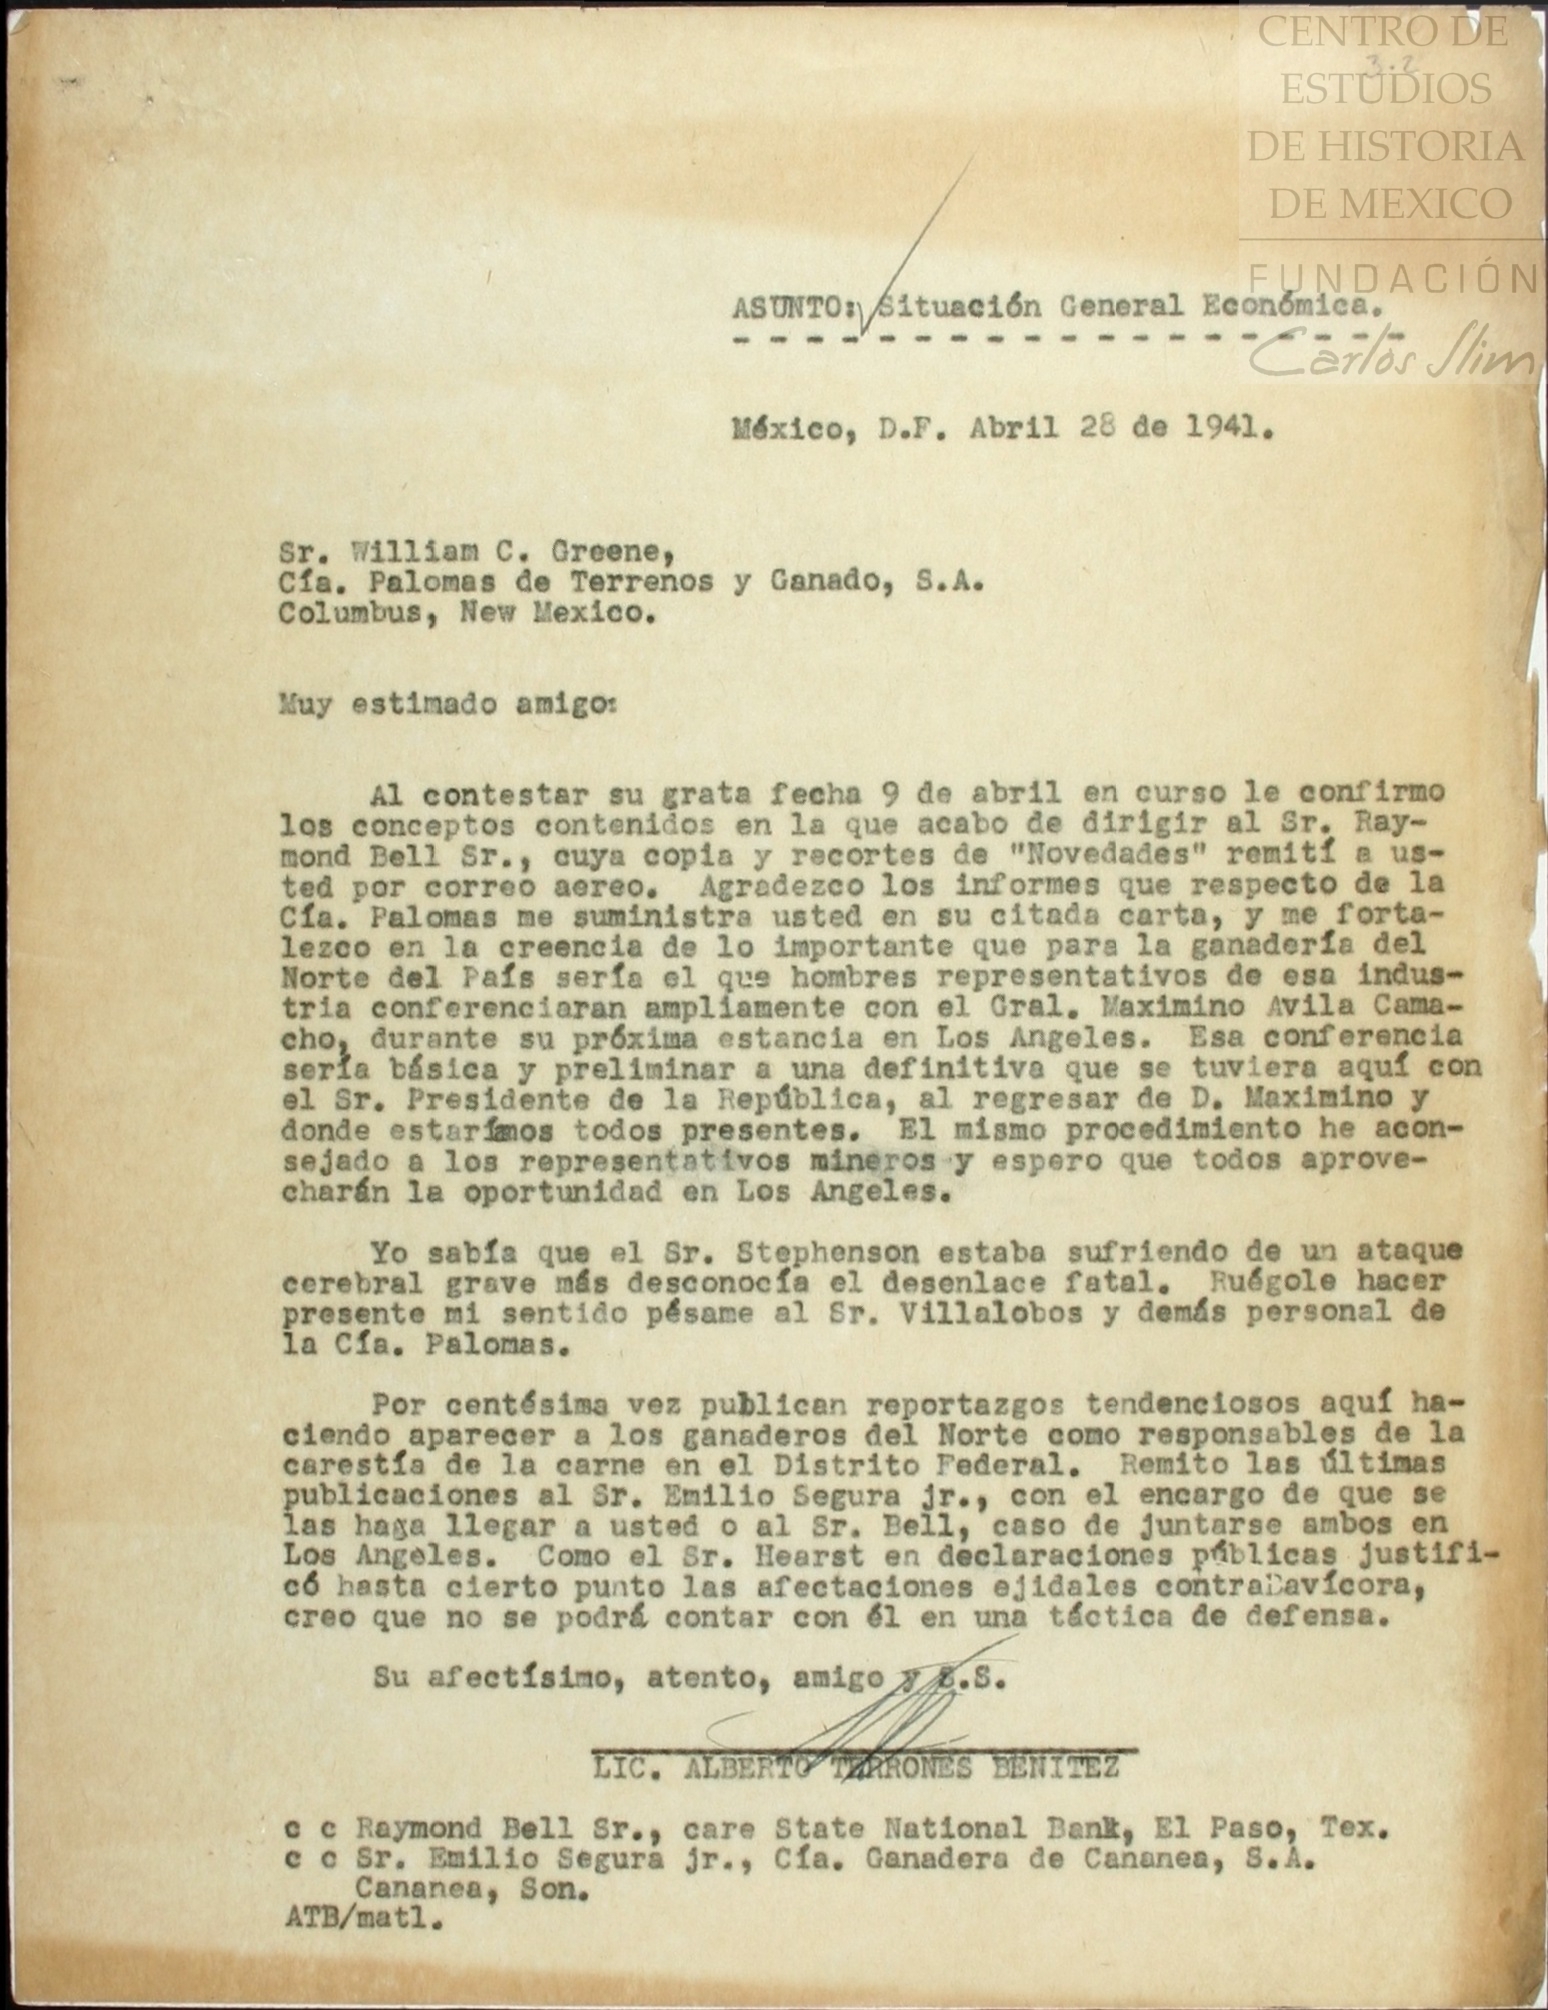 CENTRO DE
ESTUDIOS
DE HISTORIA
DE MEXICO
FUNDACIÓN
Carlos Slim
3.2
ASUNTO: Situación General Económica.
México, D.F. Abril 28 de 1941.
Sr. William C. Greene,
Cía. Palomas de Terrenos y Ganado, S.A.
Columbus, New Mexico.
Muy estimado amigo:
Al contestar su grata fecha 9 de abril en curso le confirmo
los conceptos contenidos en la que acabo de dirigir al Sr. Ray-
mond Bell Sr., cuya copia y recortes de "Novedades" remití a us-
ted por correo aereo. Agradezco los informes que respecto de la
Cía. Palomas me suministra usted en su citada carta, y me forta-
lezco en la creencia de lo importante que para la ganadería del
Norte del País sería el que hombres representativos de esa indus-
tria conferenciaran ampliamente con el Gral. Maximino Avila Cama-
cho, durante su próxima estancia en Los Angeles. Esa conferencia
sería básica y preliminar a una definitiva que se tuviera aquí con
el Sr. Presidente de la República, al regresar de D. Maximino y
donde estaríamos todos presentes. El mismo procedimiento he acon-
sejado a los representativos mineros y espero que todos aprove-
charán la oportunidad en Los Angeles.
Yo sabía que el Sr. Stephenson estaba sufriendo de un ataque
cerebral grave más desconocía el desenlace fatal. Ruégole hacer
presente mi sentido pésame al Sr. Villalobos y demás personal de
la Cía. Palomas.
Por centésima vez publican reportazgos tendenciosos aquí ha-
ciendo aparecer a los ganaderos del Norte como responsables de la
carestía de la carne en el Distrito Federal. Remito las últimas
publicaciones al Sr. Emilio Segura jr., con el encargo de que se
las haga llegar a usted o al Sr. Bell, caso de juntarse ambos en
Los Angeles. Como el Sr. Hearst en declaraciones públicas justifi-
có hasta cierto punto las afectaciones ejidales contraBavícora,
creo que no se podrá contar con él en una táctica de defensa.
Su afectísimo, atento, amigo y S.S.
LIC. ALBERTO TERRONES BENITEZ
c c Raymond Bell Sr., care State National Bank, El Paso, Tex.
c c Sr. Emilio Segura jr., Cía. Ganadera de Cananea, S.A.
Cananea, Son.
ATB/matl.